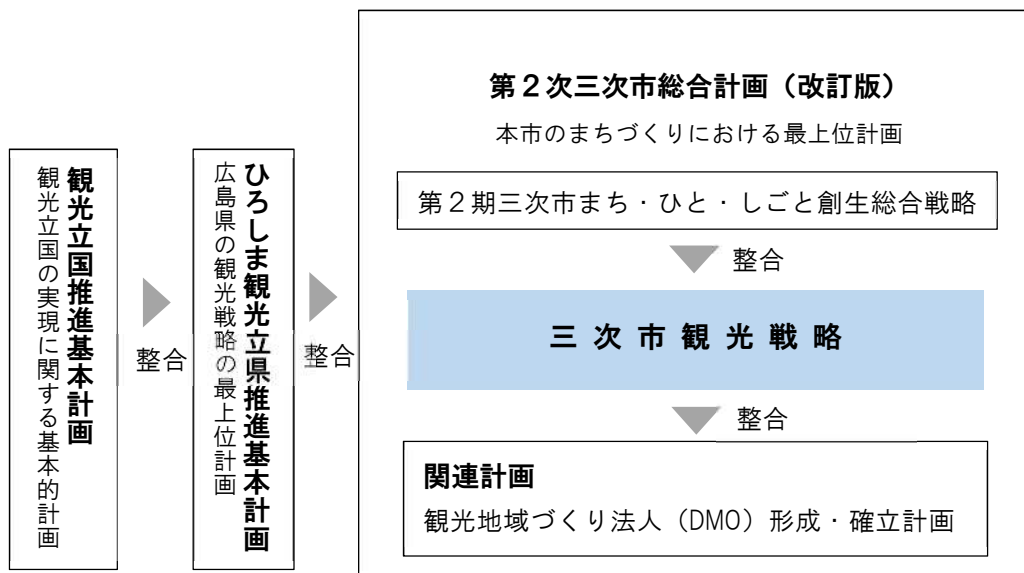 観光立国推進基本計画
観光立国の実現に関する基本的計画
整合
ひろしま観光立県推進基本計画
広島県の観光戦略の最上位計画
整合
第２次三次市総合計画（改訂版）
本市のまちづくりにおける最上位計画
第２期三次市まち・ひと・しごと創生総合戦略
整合
三次市観光戦略
整合
関連計画
観光地域づくり法人（DMO）形成・確立計画